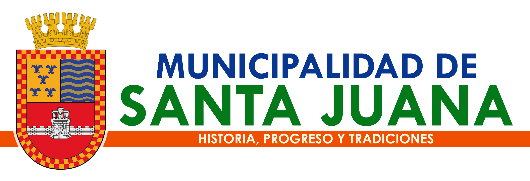 MUNICIPALIDAD DE
SANTA JUANA
HISTORIA, PROGRESO Y TRADICIONES